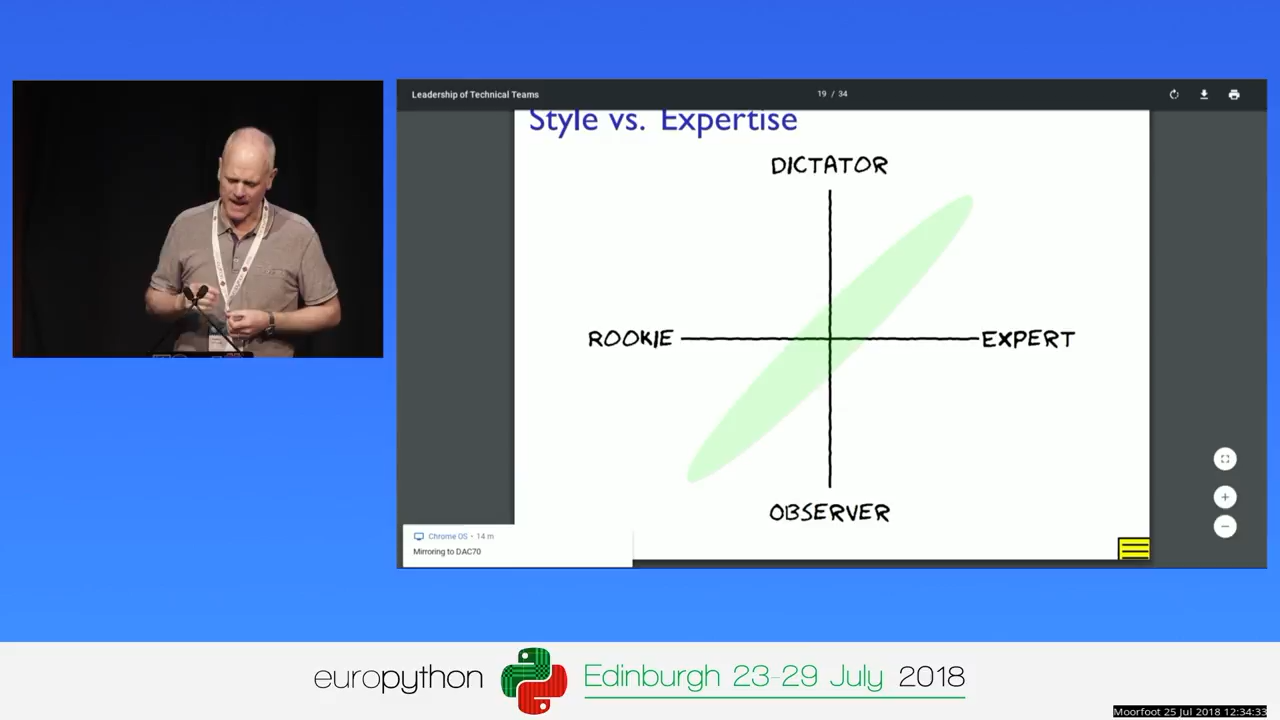 Leadership of Technical Teams
19 / 34
Style vs. Expertise
DICTATOR
ROOKIE
EXPERT
OBSERVER
Chrome OS • 14 m
Mirroring to DAC70
europython
Edinburgh 23-29 July 2018
Moorfoot 25 Jul 2018 12:34:33